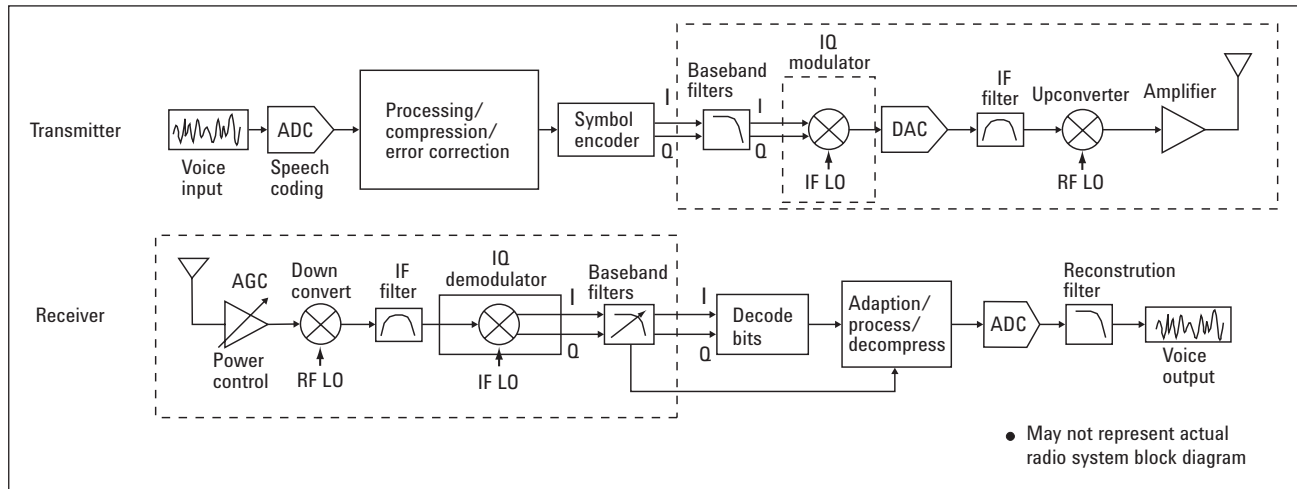 IQ
modulator
Baseband
filters
I
I
Q
Q
IF
filter
Upconverter
Amplifier
Transmitter
ADC
Processing/
compression/
error correction
Symbol
encoder
DAC
Voice
input
Speech
coding
IF LO
RF LO
Receiver
AGC
Down
convert
IF
filter
IQ
demodulator
Baseband
filters
I
I
Q
Q
Decode
bits
Adaption/
process/
decompress
ADC
Reconstrution
filter
Power
control
RF LO
IF LO
Voice
output
● May not represent actual
radio system block diagram